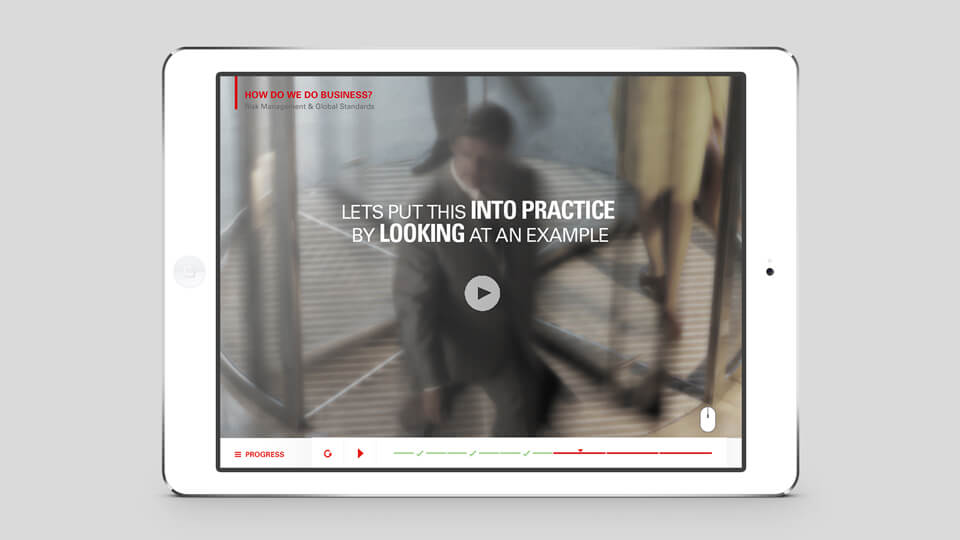 HOW DO WE DO BUSINESS?
Risk Management & Global Standards
LETS PUT THIS INTO PRACTICE
BY LOOKING AT AN EXAMPLE
PROGRESS